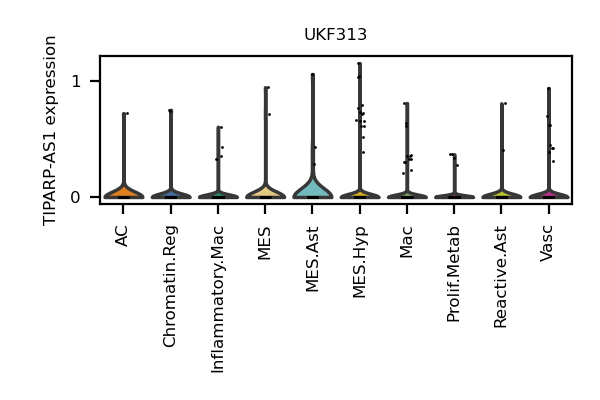 UKF313
TIPARP-AS1 expression
1
0
AC
Chromatin.Reg
Inflammatory.Mac
MES
MES.Ast
MES.Hyp
Mac
Prolif.Metab
Reactive.Ast
Vasc